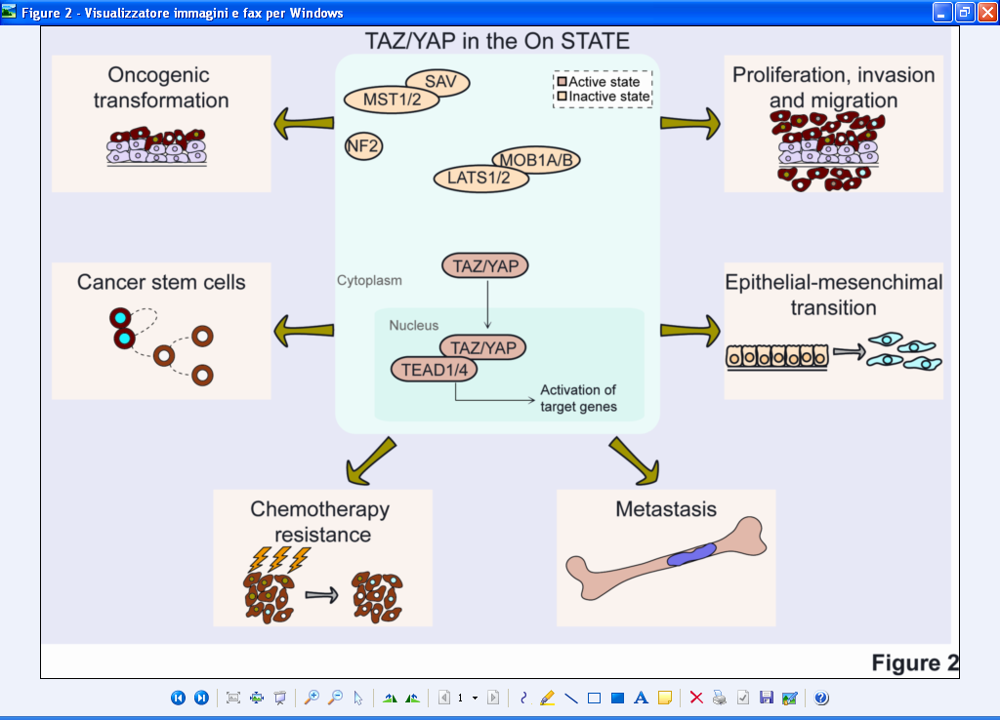 Figure 2 - Visualizzatore immagini e fax per Windows
TAZ/YAP in the On STATE
Oncogenic
transformation
SAV
MST1/2
NF2
MOB1A/B
LATS1/2
Active state
Inactive state
Proliferation, invasion
and migration
Cancer stem cells
TAZ/YAP
Cytoplasm
Nucleus
TAZ/YAP
TEAD1/4
Activation of
target genes
Epithelial-mesenchimal
transition
Chemotherapy
resistance
Metastasis
Figure 2
1
A